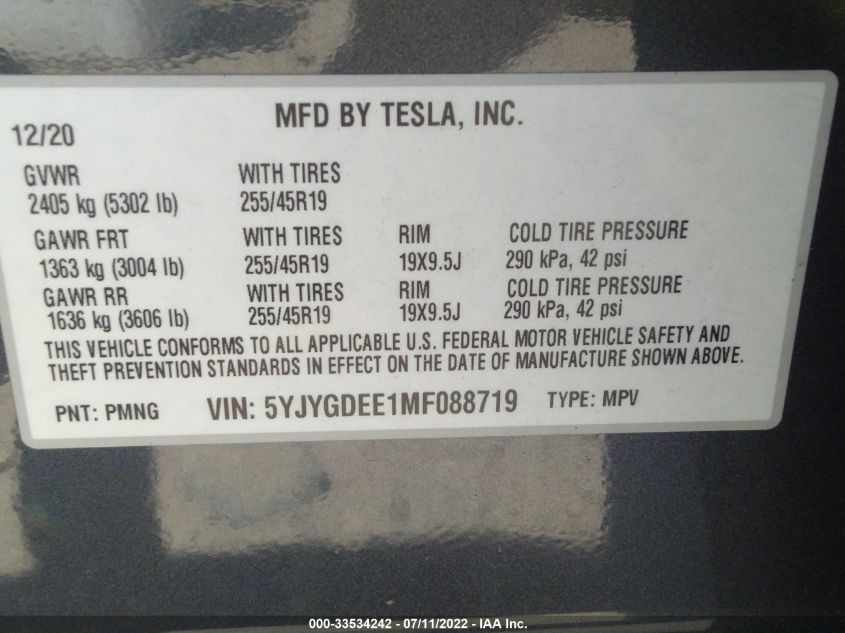 MFD BY TESLA, INC.
12/20
GVWR WITH TIRES
2405 kg (5302 lb) 255/45R19
GAWR FRT WITH TIRES RIM COLD TIRE PRESSURE
1363 kg (3004 lb) 255/45R19 19X9.5J 290 kPa, 42 psi
GAWR RR WITH TIRES RIM COLD TIRE PRESSURE
1636 kg (3606 lb) 255/45R19 19X9.5J 290 kPa, 42 psi
THIS VEHICLE CONFORMS TO ALL APPLICABLE U.S. FEDERAL MOTOR VEHICLE SAFETY AND
THEFT PREVENTION STANDARDS IN EFFECT ON THE DATE OF MANUFACTURE SHOWN ABOVE.
PNT: PMNG VIN: 5YJYGDEE1MF088719 TYPE: MPV
000-33534242 - 07/11/2022 - IAA Inc.